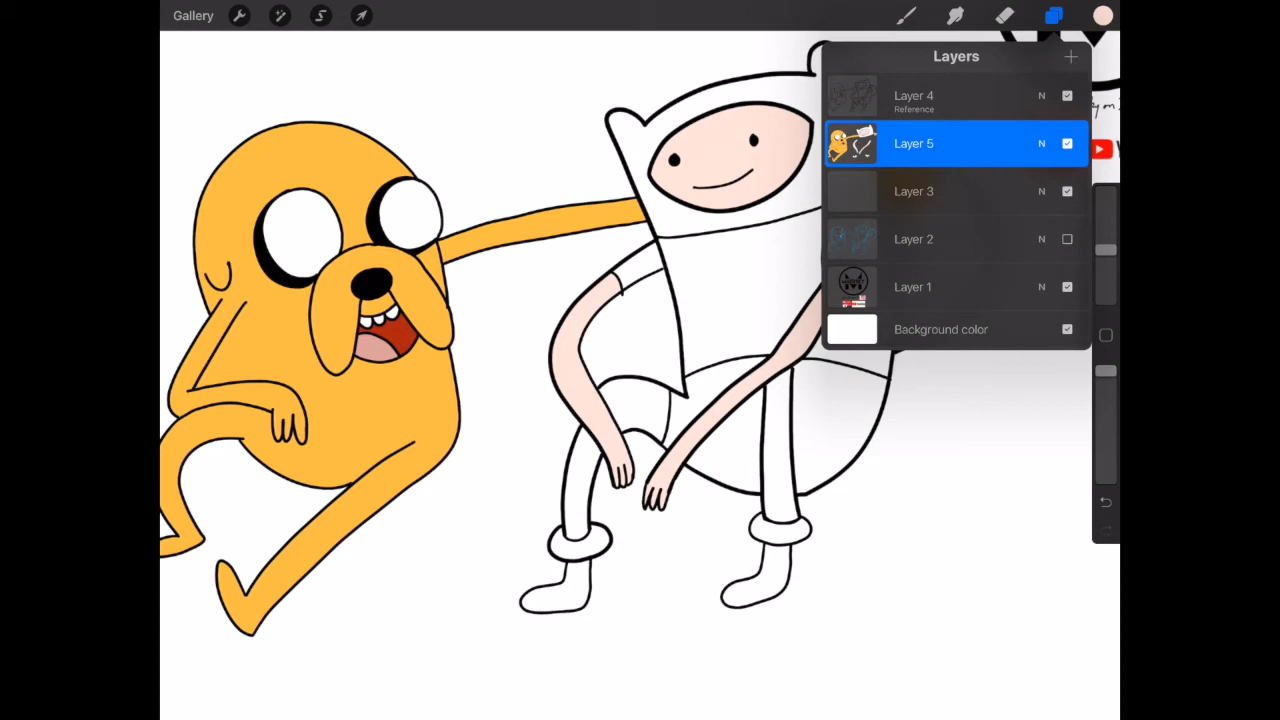 Gallery
Layers
Layer 4 N
Reference
Layer 5 N
Layer 3 N
Layer 2 N
Layer 1 N
Background color